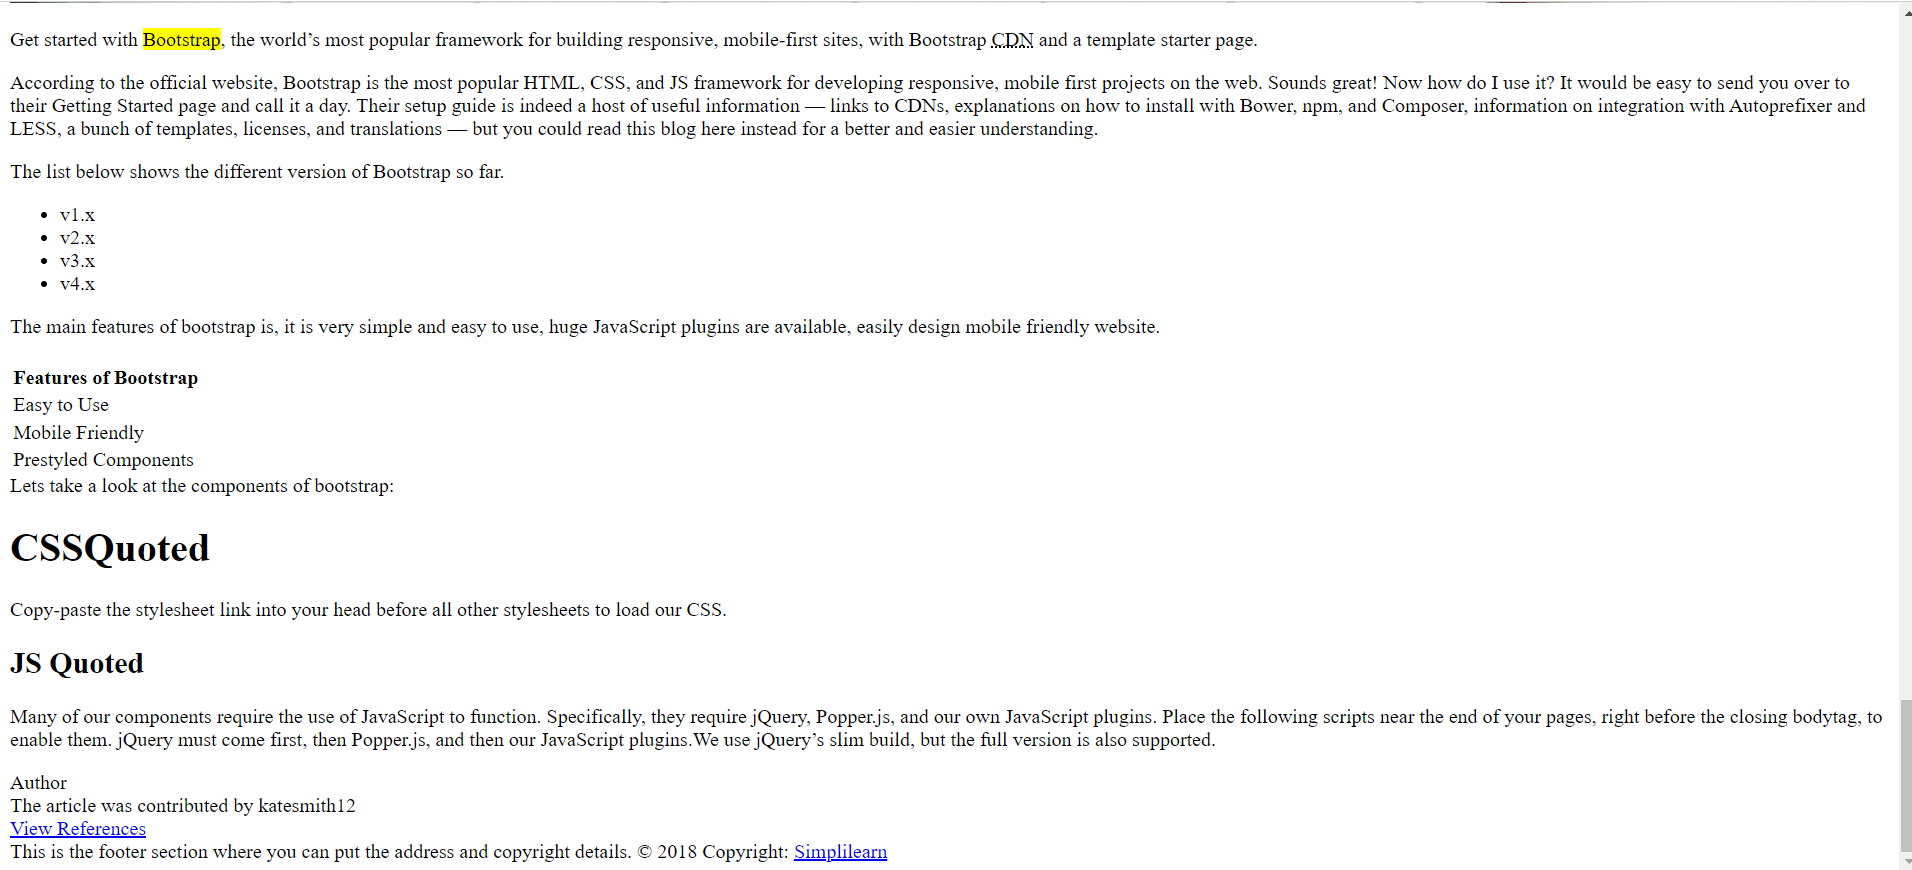 Get started with Bootstrap, the world’s most popular framework for building responsive, mobile-first sites, with Bootstrap CDN and a template starter page.
According to the official website, Bootstrap is the most popular HTML, CSS, and JS framework for developing responsive, mobile first projects on the web. Sounds great! Now how do I use it? It would be easy to send you over to
their Getting Started page and call it a day. Their setup guide is indeed a host of useful information — links to CDNs, explanations on how to install with Bower, npm, and Composer, information on integration with Autoprefixer and
LESS, a bunch of templates, licenses, and translations — but you could read this blog here instead for a better and easier understanding.
The list below shows the different version of Bootstrap so far.
• v1.x
• v2.x
• v3.x
• v4.x
The main features of bootstrap is, it is very simple and easy to use, huge JavaScript plugins are available, easily design mobile friendly website.
Features of Bootstrap
Easy to Use
Mobile Friendly
Prestyled Components
Lets take a look at the components of bootstrap:
CSSQuoted
Copy-paste the stylesheet link into your head before all other stylesheets to load our CSS.
JS Quoted
Many of our components require the use of JavaScript to function. Specifically, they require jQuery, Popper.js, and our own JavaScript plugins. Place the following scripts near the end of your pages, right before the closing bodytag, to
enable them. jQuery must come first, then Popper.js, and then our JavaScript plugins.We use jQuery’s slim build, but the full version is also supported.
Author
The article was contributed by katesmith12
View References
This is the footer section where you can put the address and copyright details. © 2018 Copyright: Simplilearn